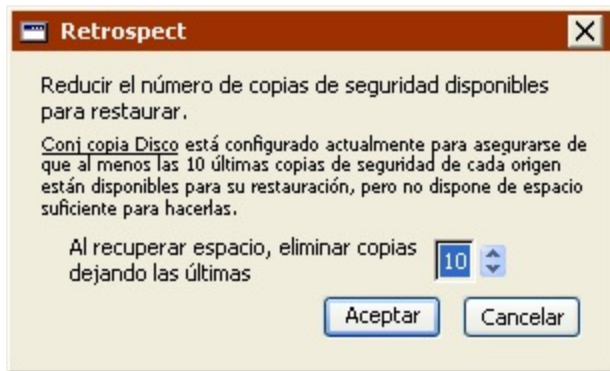 Retrospect
Reducir el número de copias de seguridad disponibles
para restaurar.
Conj copia Disco está configurado actualmente para asegurarse de
que al menos las 10 últimas copias de seguridad de cada origen
están disponibles para su restauración, pero no dispone de espacio
suficiente para hacerlas.
Al recuperar espacio, eliminar copias
dejando las últimas
10
Aceptar
Cancelar